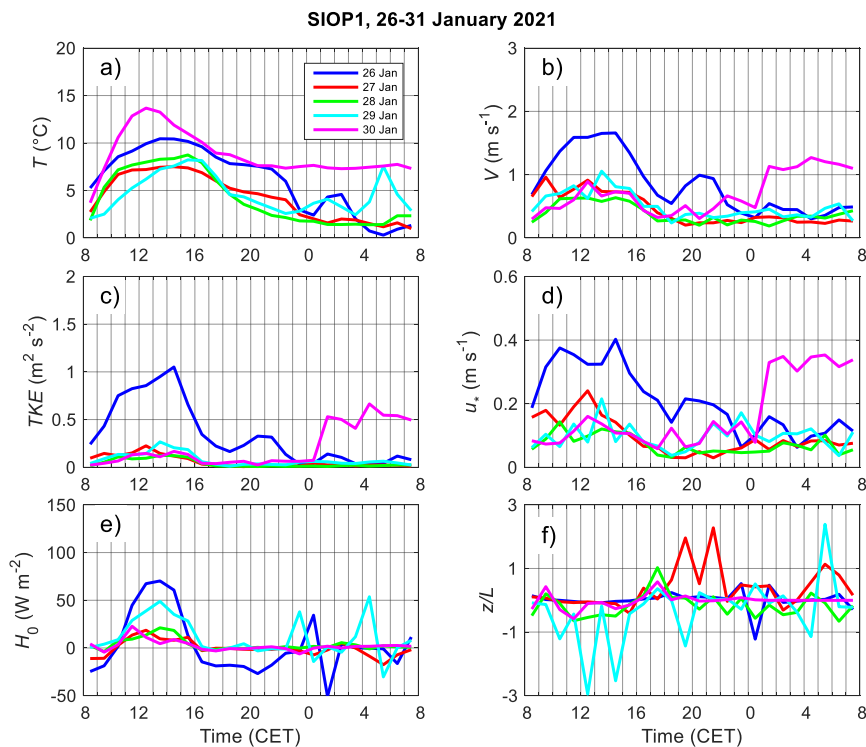 SIOP1, 26-31 January 2021
a)
T (°C)
20
15
10
5
0
26 Jan
27 Jan
28 Jan
29 Jan
30 Jan
b)
V (m s-1)
3
2
1
0
c)
TKE (m2 s-2)
2
1.5
1
0.5
0
d)
u* (m s-1)
0.6
0.4
0.2
0
e)
H0 (W m-2)
150
100
50
0
-50
8 12 16 20 0 4 8
Time (CET)
f)
z/L
3
1
-1
-3
8 12 16 20 0 4 8
Time (CET)